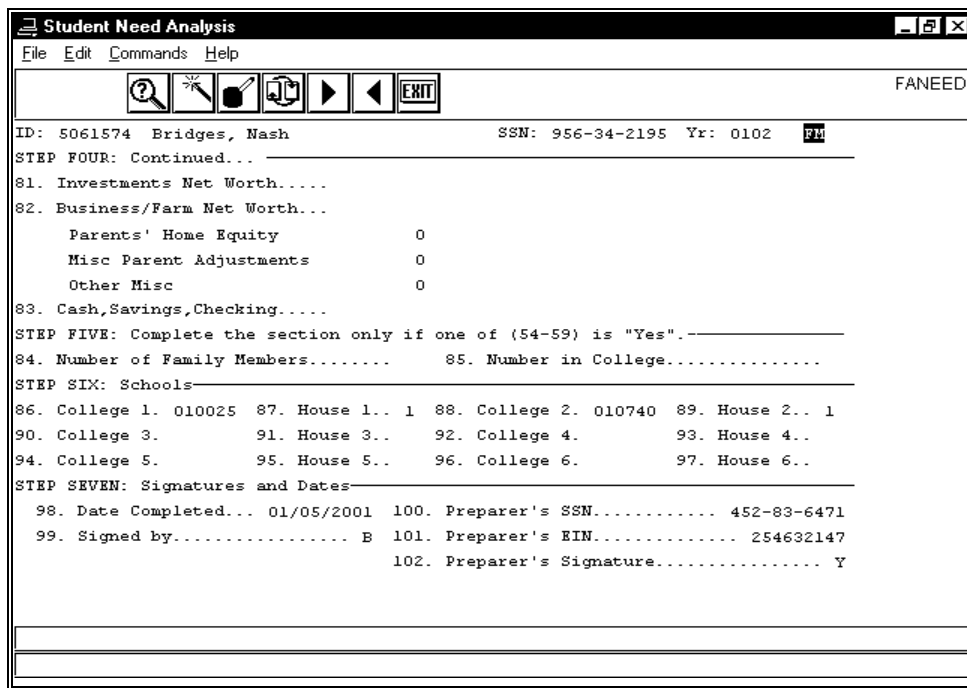 Student Need Analysis
File Edit Commands Help
EXIT FANEED
ID: 5061574 Bridges, Nash SSN: 956-34-2195 Yr: 0102 FM
STEP FOUR: Continued...
81. Investments Net Worth.....
82. Business/Farm Net Worth...
Parents' Home Equity 0
Misc Parent Adjustments 0
Other Misc 0
83. Cash,Savings,Checking.....
STEP FIVE: Complete the section only if one of (54-59) is "Yes".
84. Number of Family Members........ 85. Number in College...............
STEP SIX: Schools
86. College 1. 010025 87. House 1.. 1 88. College 2. 010740 89. House 2.. 1
90. College 3. 91. House 3.. 92. College 4. 93. House 4..
94. College 5. 95. House 5.. 96. College 6. 97. House 6..
STEP SEVEN: Signatures and Dates
98. Date Completed... 01/05/2001 100. Preparer's SSN............ 452-83-6471
99. Signed by................. B 101. Preparer's EIN.............. 254632147
102. Preparer's Signature................ Y